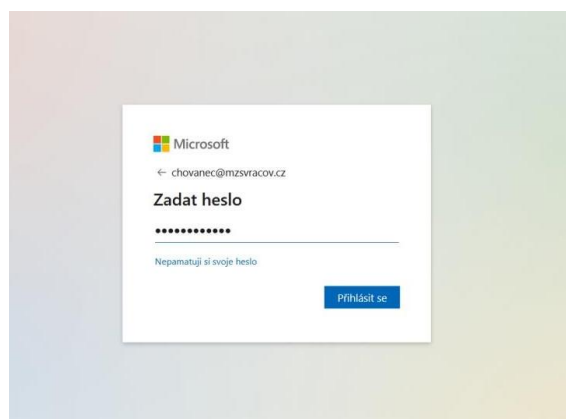 Microsoft
← chovanec@mzsvracov.cz
Zadat heslo
••••••••••••
Nepamatuji si svoje heslo
Přihlásit se